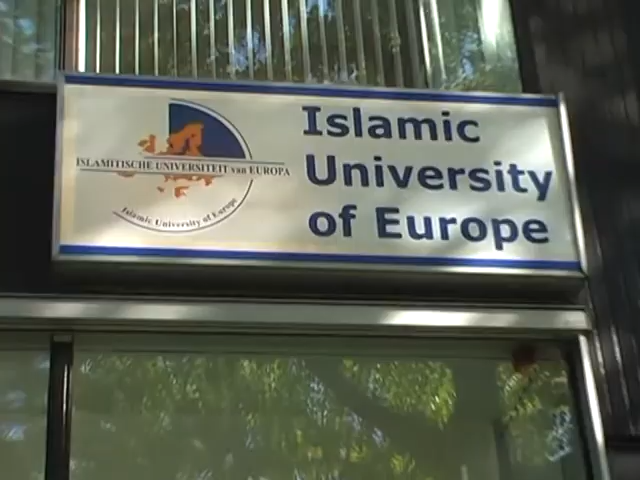 ISLAMITISCHE UNIVERSITEIT van EUROPA
Islamic University of Europe
Islamic
University
of Europe